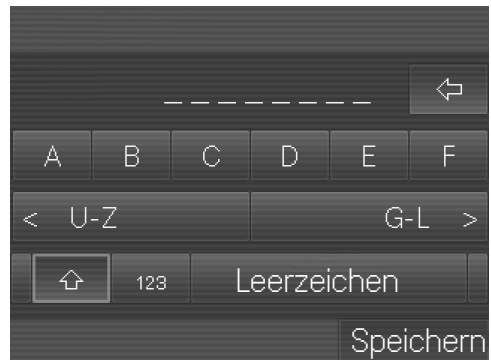 _ _ _ _ _ _ _ _ _
A B C D E F
< U-Z G-L >
123 Leerzeichen
Speichern